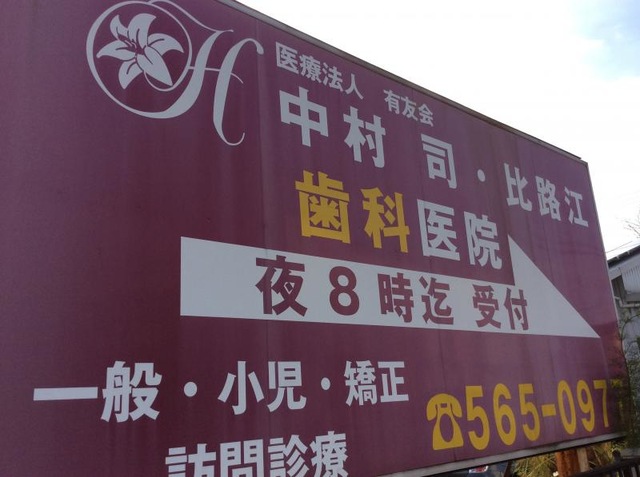 H
医療法人 有友会
中村 司・比路江
歯科医院
夜8時迄 受付
一般・小児・矯正
訪問診療
☎565-097